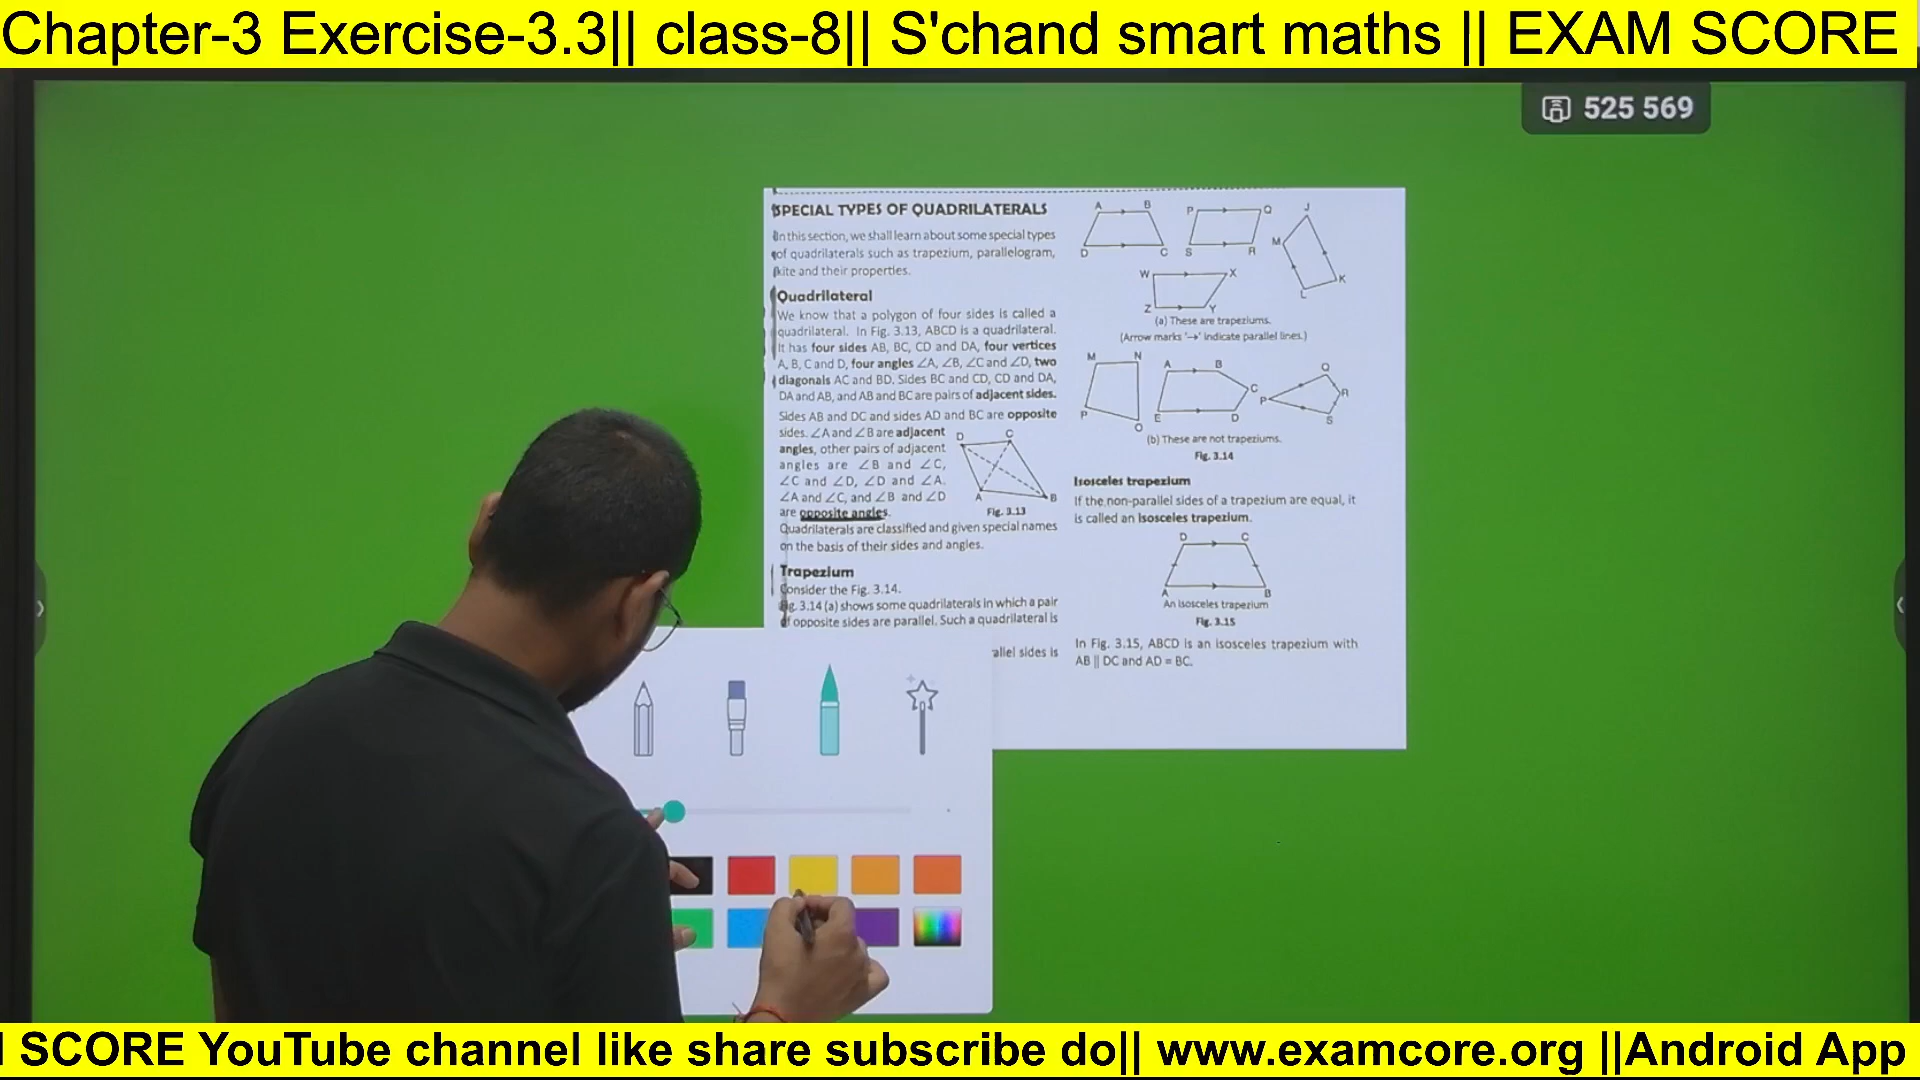 Chapter-3 Exercise-3.3|| class-8|| S'chand smart maths || EXAM SCORE
525 569
SPECIAL TYPES OF QUADRILATERALS
In this section, we shall learn about some special types
of quadrilaterals such as trapezium, parallelogram,
kite and their properties.
Quadrilateral
We know that a polygon of four sides is called a
quadrilateral. In Fig. 3.13, ABCD is a quadrilateral.
It has four sides AB, BC, CD and DA, four vertices
A, B, C and D, four angles ∠A, ∠B, ∠C and ∠D, two
diagonals AC and BD. Sides BC and CD, CD and DA,
DA and AB, and AB and BC are pairs of adjacent sides.
Sides AB and DC and sides AD and BC are opposite
sides. ∠A and ∠B are adjacent
angles, other pairs of adjacent
angles are ∠B and ∠C,
∠C and ∠D, ∠D and ∠A.
∠A and ∠C, and ∠B and ∠D
are opposite angles.
D C
A B
Fig. 3.13
Quadrilaterals are classified and given special names
on the basis of their sides and angles.
Trapezium
Consider the Fig. 3.14.
Fig. 3.14 (a) shows some quadrilaterals in which a pair
of opposite sides are parallel. Such a quadrilateral is
allel sides is
A B P Q J
M
D C S R
K
L
W X
Z Y
(a) These are trapeziums.
(Arrow marks '→' indicate parallel lines.)
M N A B Q
C P R
P O E D S
(b) These are not trapeziums.
Fig. 3.14
Isosceles trapezium
If the non-parallel sides of a trapezium are equal, it
is called an isosceles trapezium.
D C
A B
An isosceles trapezium
Fig. 3.15
In Fig. 3.15, ABCD is an isosceles trapezium with
AB || DC and AD = BC.
SCORE YouTube channel like share subscribe do|| www.examcore.org ||Android App